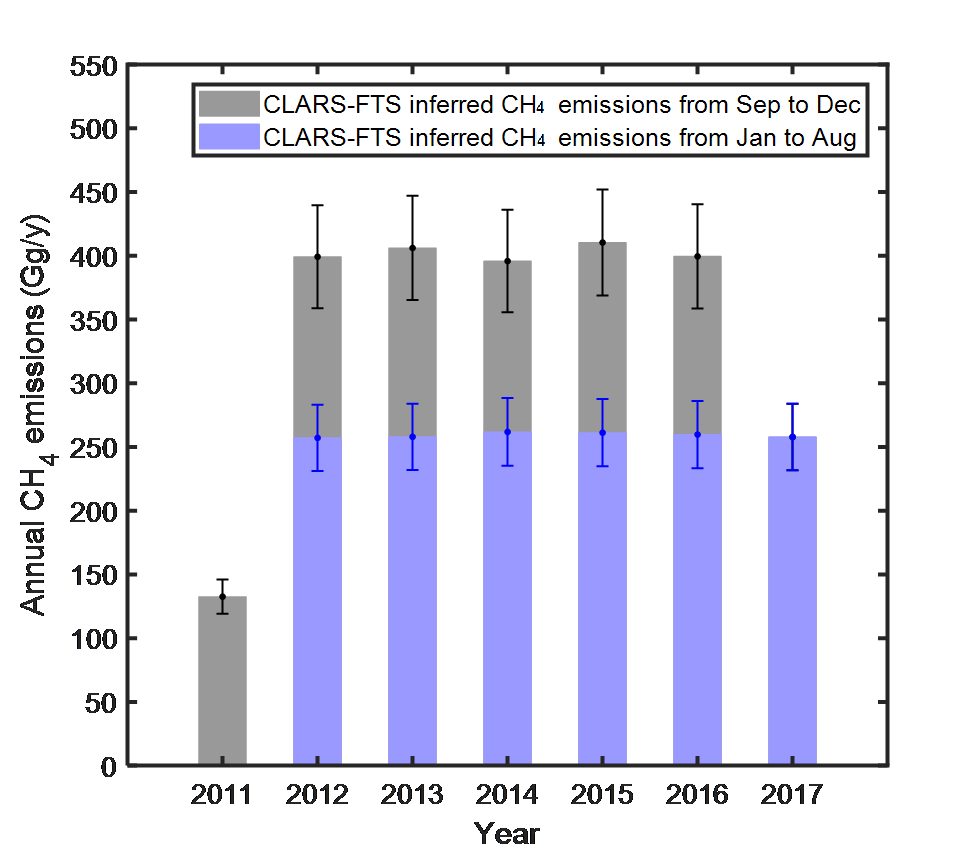 CLARS-FTS inferred CH₄ emissions from Sep to Dec
CLARS-FTS inferred CH₄ emissions from Jan to Aug
Annual CH₄ emissions (Gg/y)
550
500
450
400
350
300
250
200
150
100
50
0
2011 2012 2013 2014 2015 2016 2017
Year